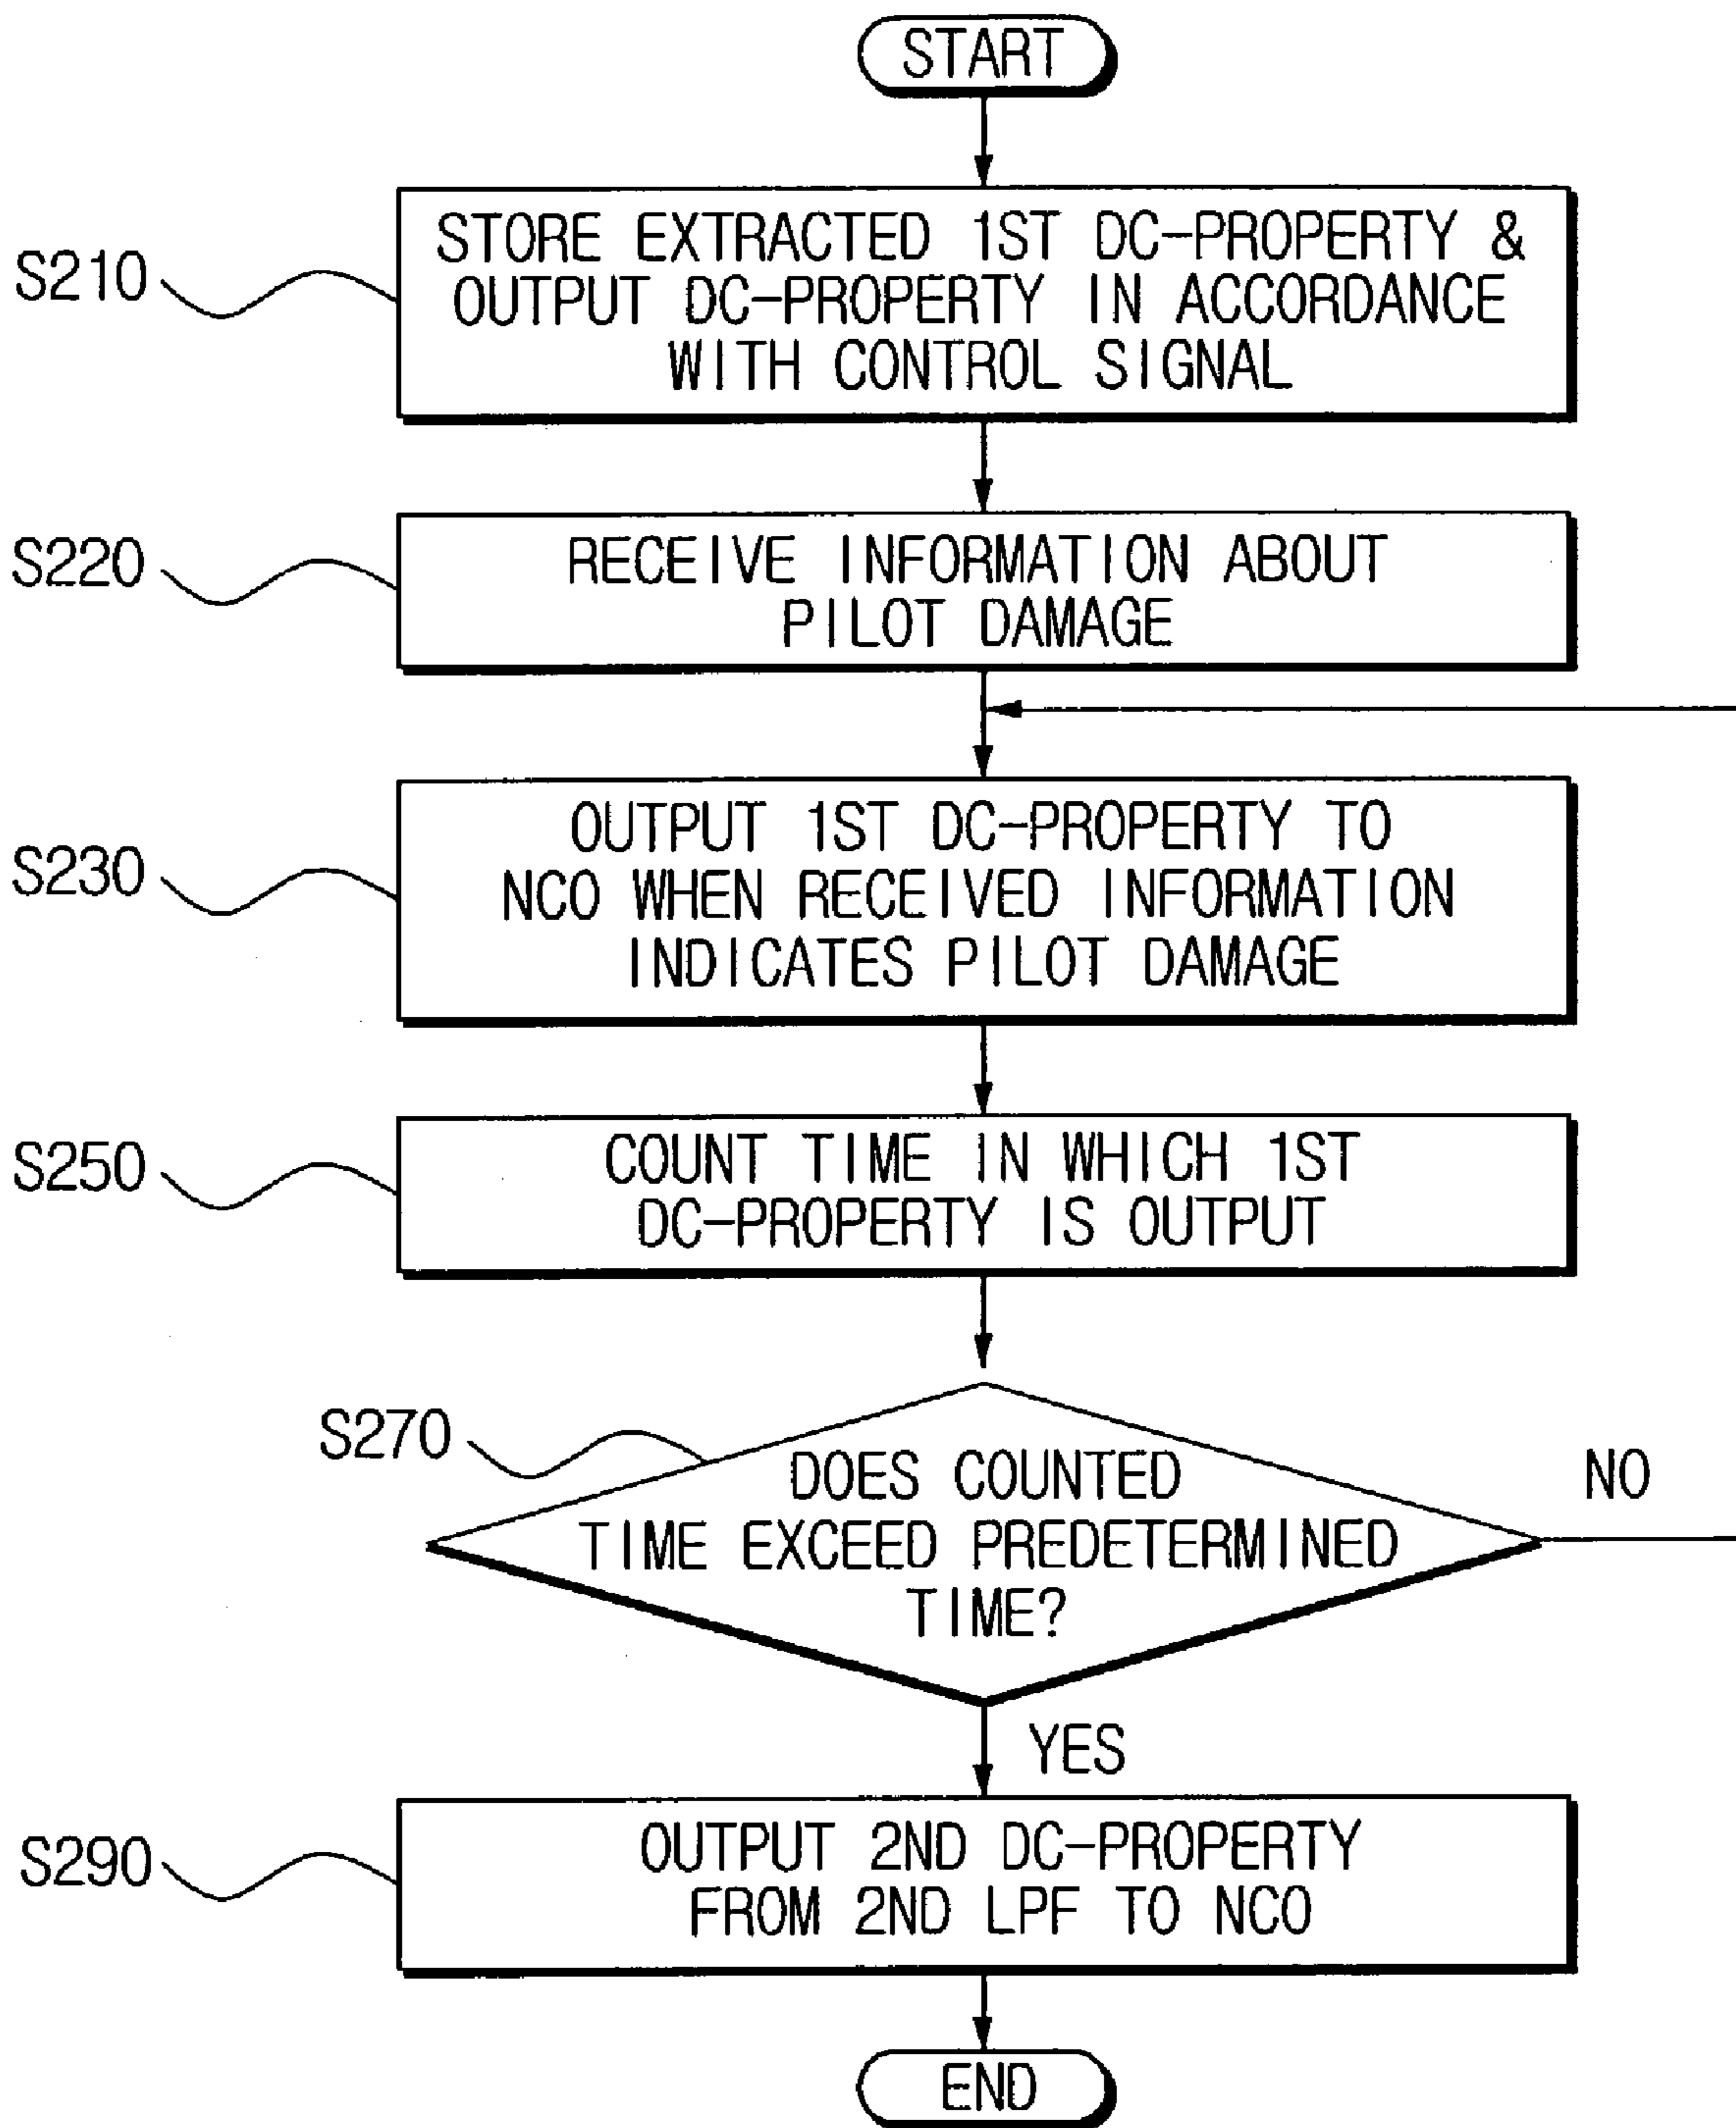 START
S210
STORE EXTRACTED 1ST DC-PROPERTY &
OUTPUT DC-PROPERTY IN ACCORDANCE
WITH CONTROL SIGNAL
S220
RECEIVE INFORMATION ABOUT
PILOT DAMAGE
S230
OUTPUT 1ST DC-PROPERTY TO
NCO WHEN RECEIVED INFORMATION
INDICATES PILOT DAMAGE
S250
COUNT TIME IN WHICH 1ST
DC-PROPERTY IS OUTPUT
S270
DOES COUNTED
TIME EXCEED PREDETERMINED
TIME?
NO
YES
S290
OUTPUT 2ND DC-PROPERTY
FROM 2ND LPF TO NCO
END